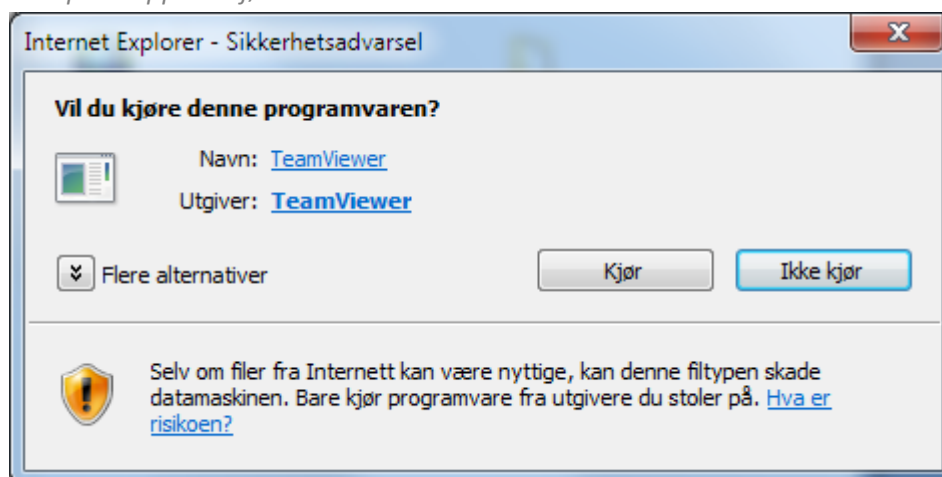 Internet Explorer - Sikkerhetsadvarsel
Vil du kjøre denne programvaren?
Navn: TeamViewer
Utgiver: TeamViewer
Flere alternativer
Kjør
Ikke kjør
Selv om filer fra Internett kan være nyttige, kan denne filtypen skade
datamaskinen. Bare kjør programvare fra utgivere du stoler på. Hva er
risikoen?